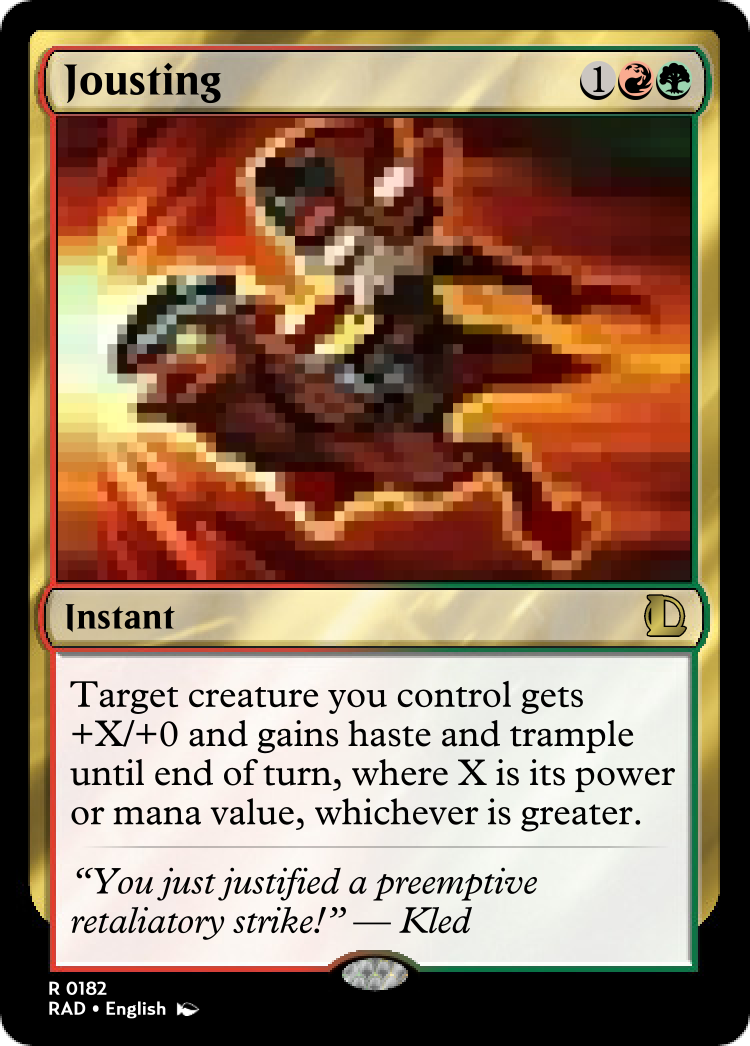 Jousting
1
Instant
Target creature you control gets
+X/+0 and gains haste and trample
until end of turn, where X is its power
or mana value, whichever is greater.
“You just justified a preemptive
retaliatory strike!” — Kled
R 0182
RAD • English